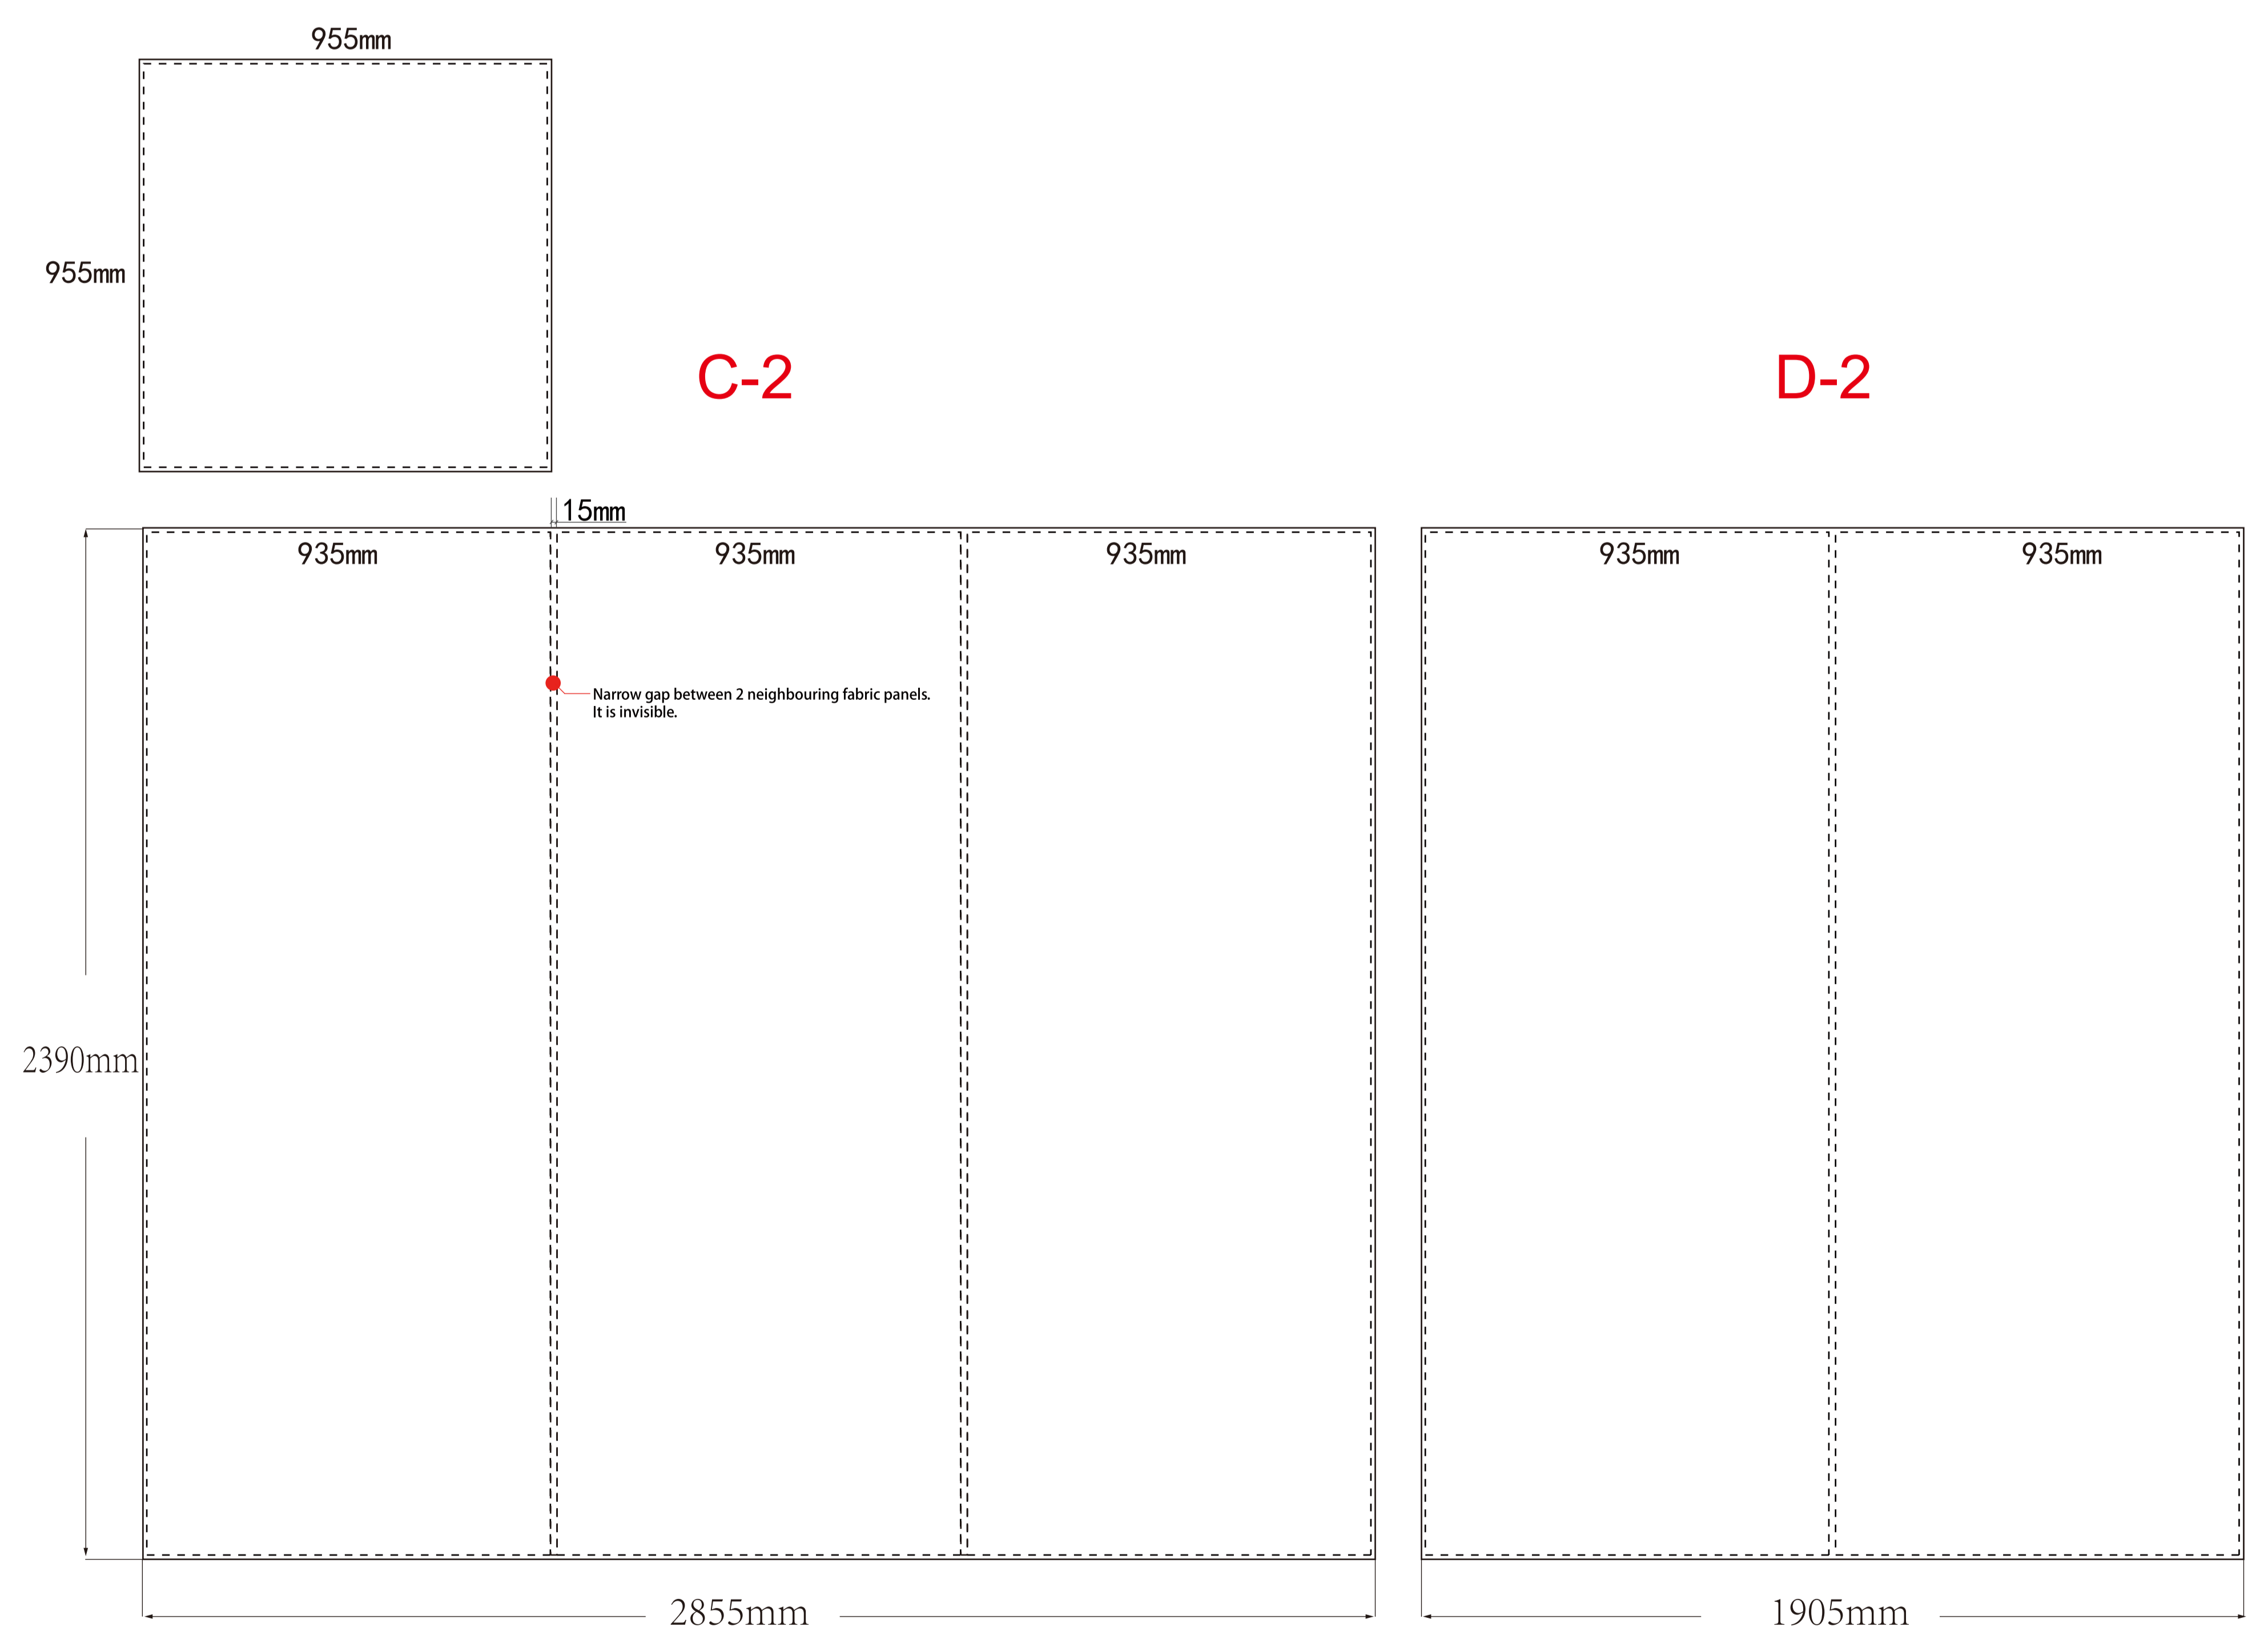 955mm
955mm
C-2
D-2
15mm
935mm
935mm
935mm
935mm
935mm
Narrow gap between 2 neighbouring fabric panels.
It is invisible.
2390mm
2855mm
1905mm